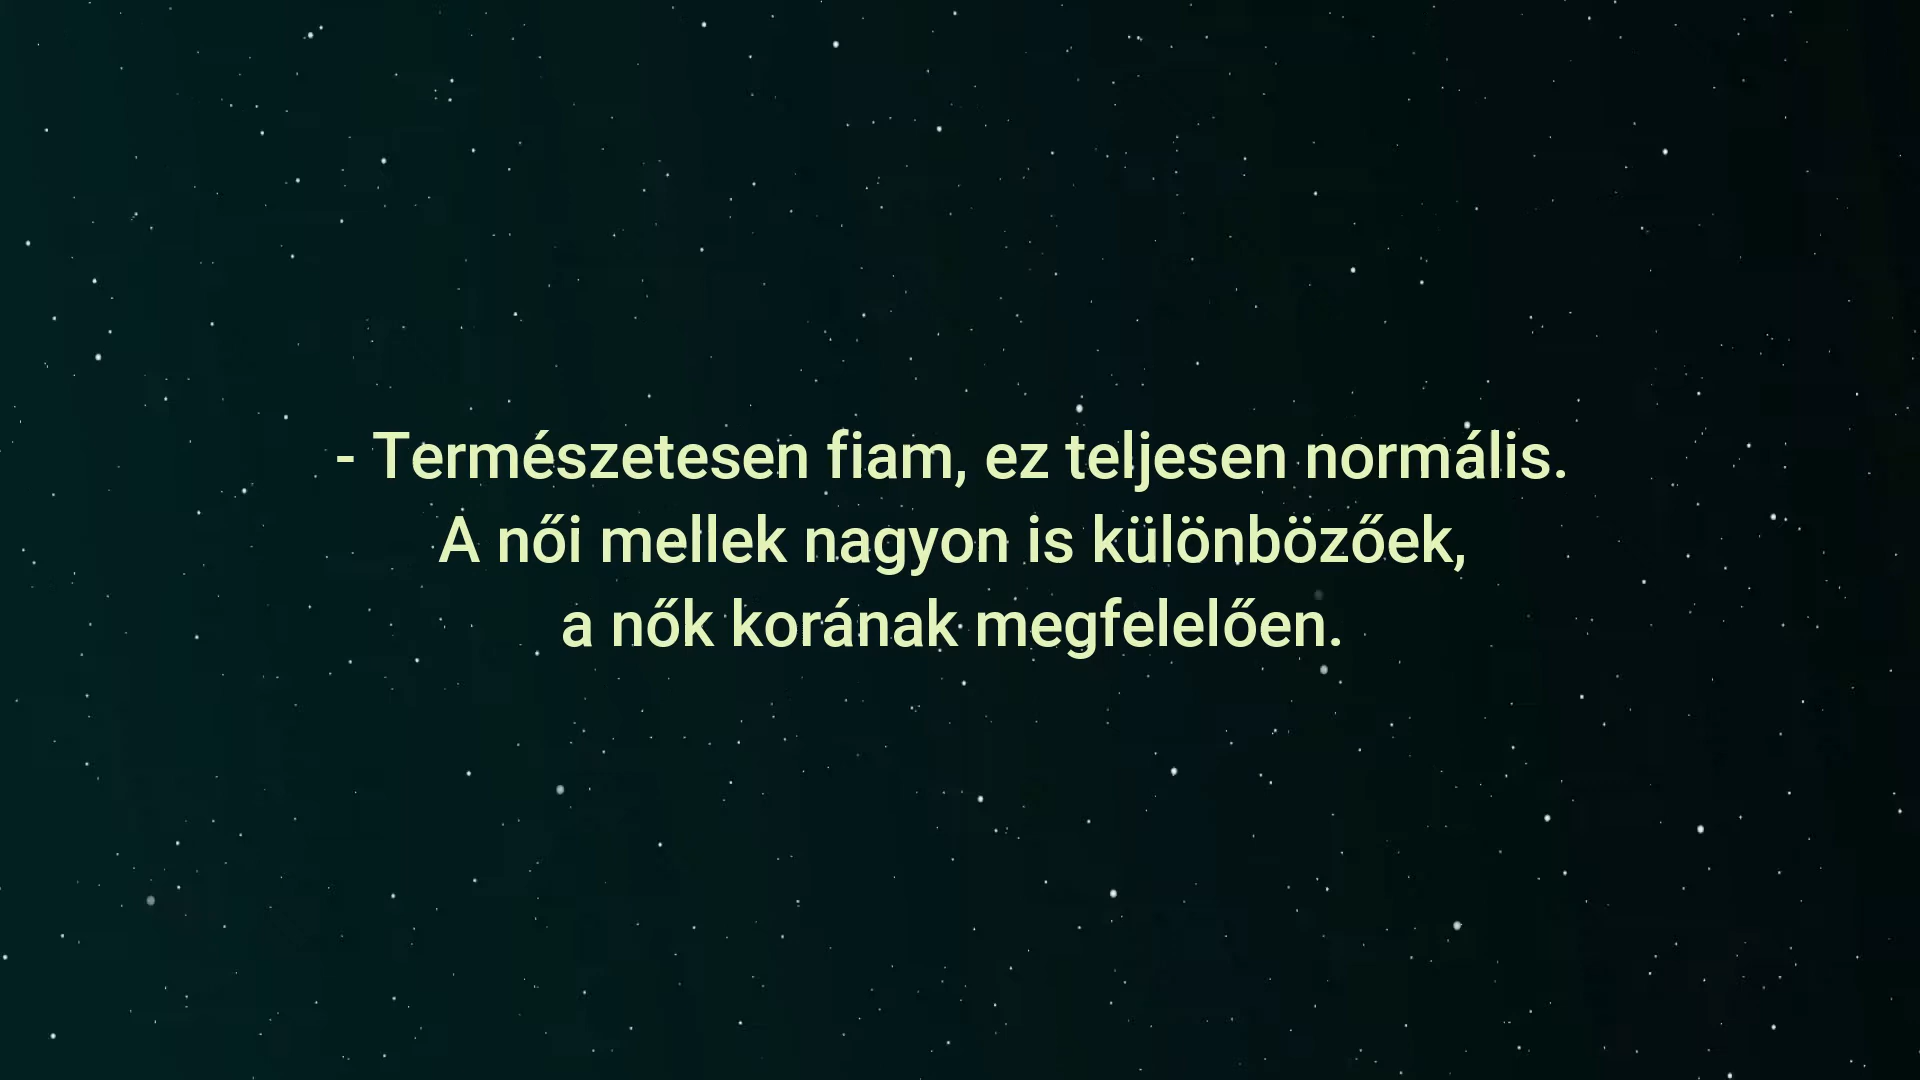 - Természetesen fiam, ez teljesen normális.
A női mellek nagyon is különbözőek,
a nők korának megfelelően.